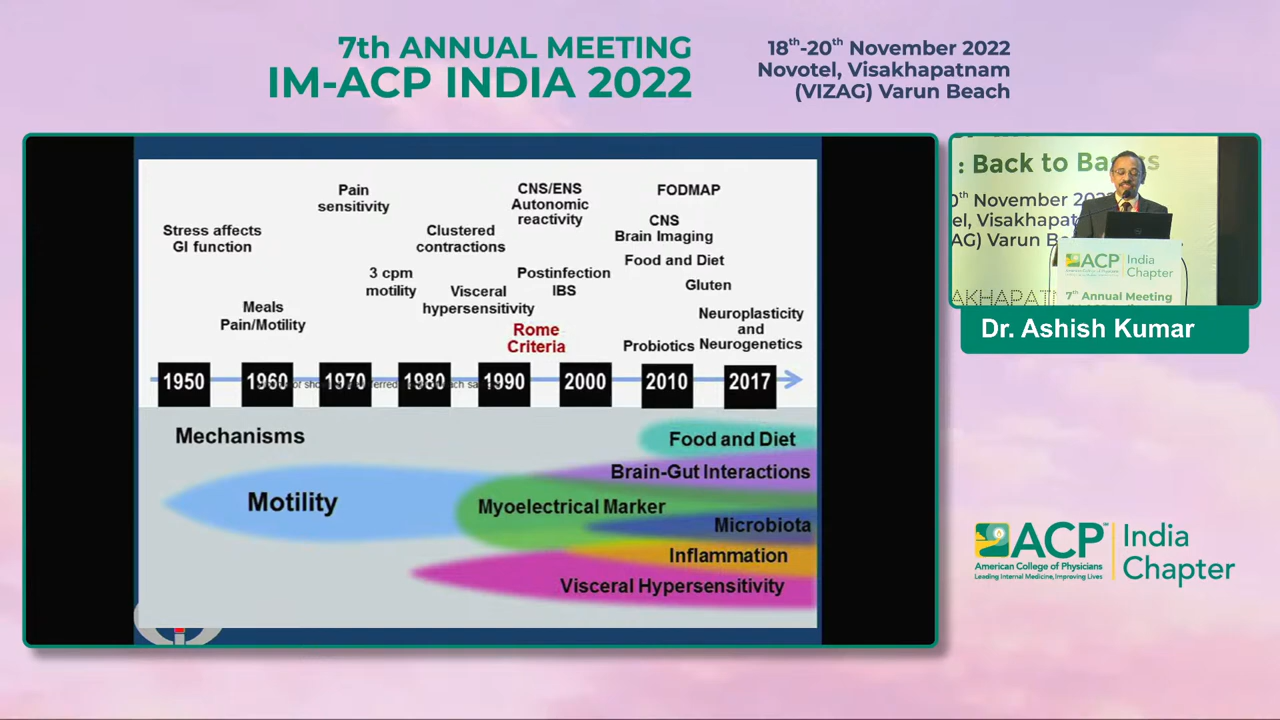 7th ANNUAL MEETING
IM-ACP INDIA 2022
18th-20th November 2022
Novotel, Visakhapatnam
(VIZAG) Varun Beach
Pain
sensitivity
CNS/ENS
Autonomic
reactivity
FODMAP
Stress affects
GI function
Clustered
contractions
CNS
Brain Imaging
Food and Diet
3 cpm
motility
Visceral
hypersensitivity
Postinfection
IBS
Gluten
Meals
Pain/Motility
Rome
Criteria
Probiotics
Neuroplasticity
and
Neurogenetics
1950
1960
1970
1980
1990
2000
2010
2017
Mechanisms
Motility
Food and Diet
Brain-Gut Interactions
Myoelectrical Marker
Microbiota
Inflammation
Visceral Hypersensitivity
: Back to Ba
November 202
el, Visakhapat
AG) Varun Be
AKHAPAT
ACP India
Chapter
7th Annual Meeting
Dr. Ashish Kumar
ACP India
Chapter
American College of Physicians
Leading Internal Medicine, Improving Lives